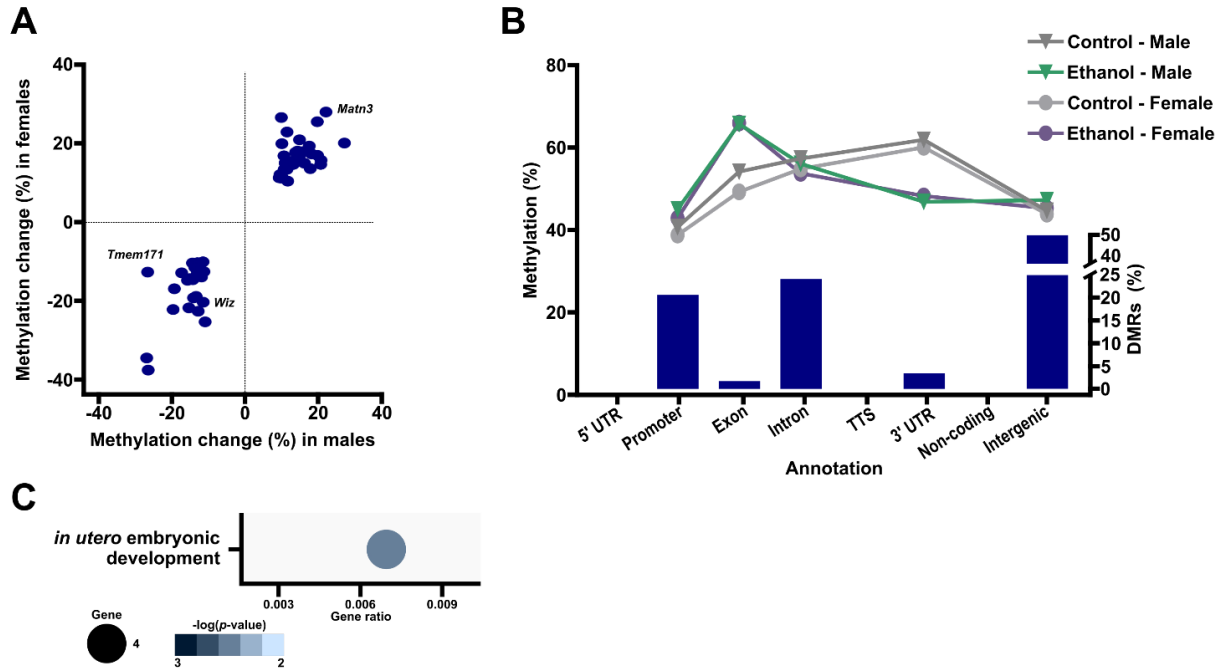 A
Methylation change (%) in females
40
20
0
-20
-40
Matn3
Tmem171
Wiz
-40
-20
0
20
40
Methylation change (%) in males
B
Control - Male
Ethanol - Male
Control - Female
Ethanol - Female
Methylation (%)
80
60
40
20
0
50
40
25
20
15
10
5
0
DMRs (%)
5' UTR
Promoter
Exon
Intron
TTS
3' UTR
Non-coding
Intergenic
Annotation
C
in utero embryonic
development
0.003
0.006
0.009
Gene ratio
Gene
4
-log(p-value)
3
2